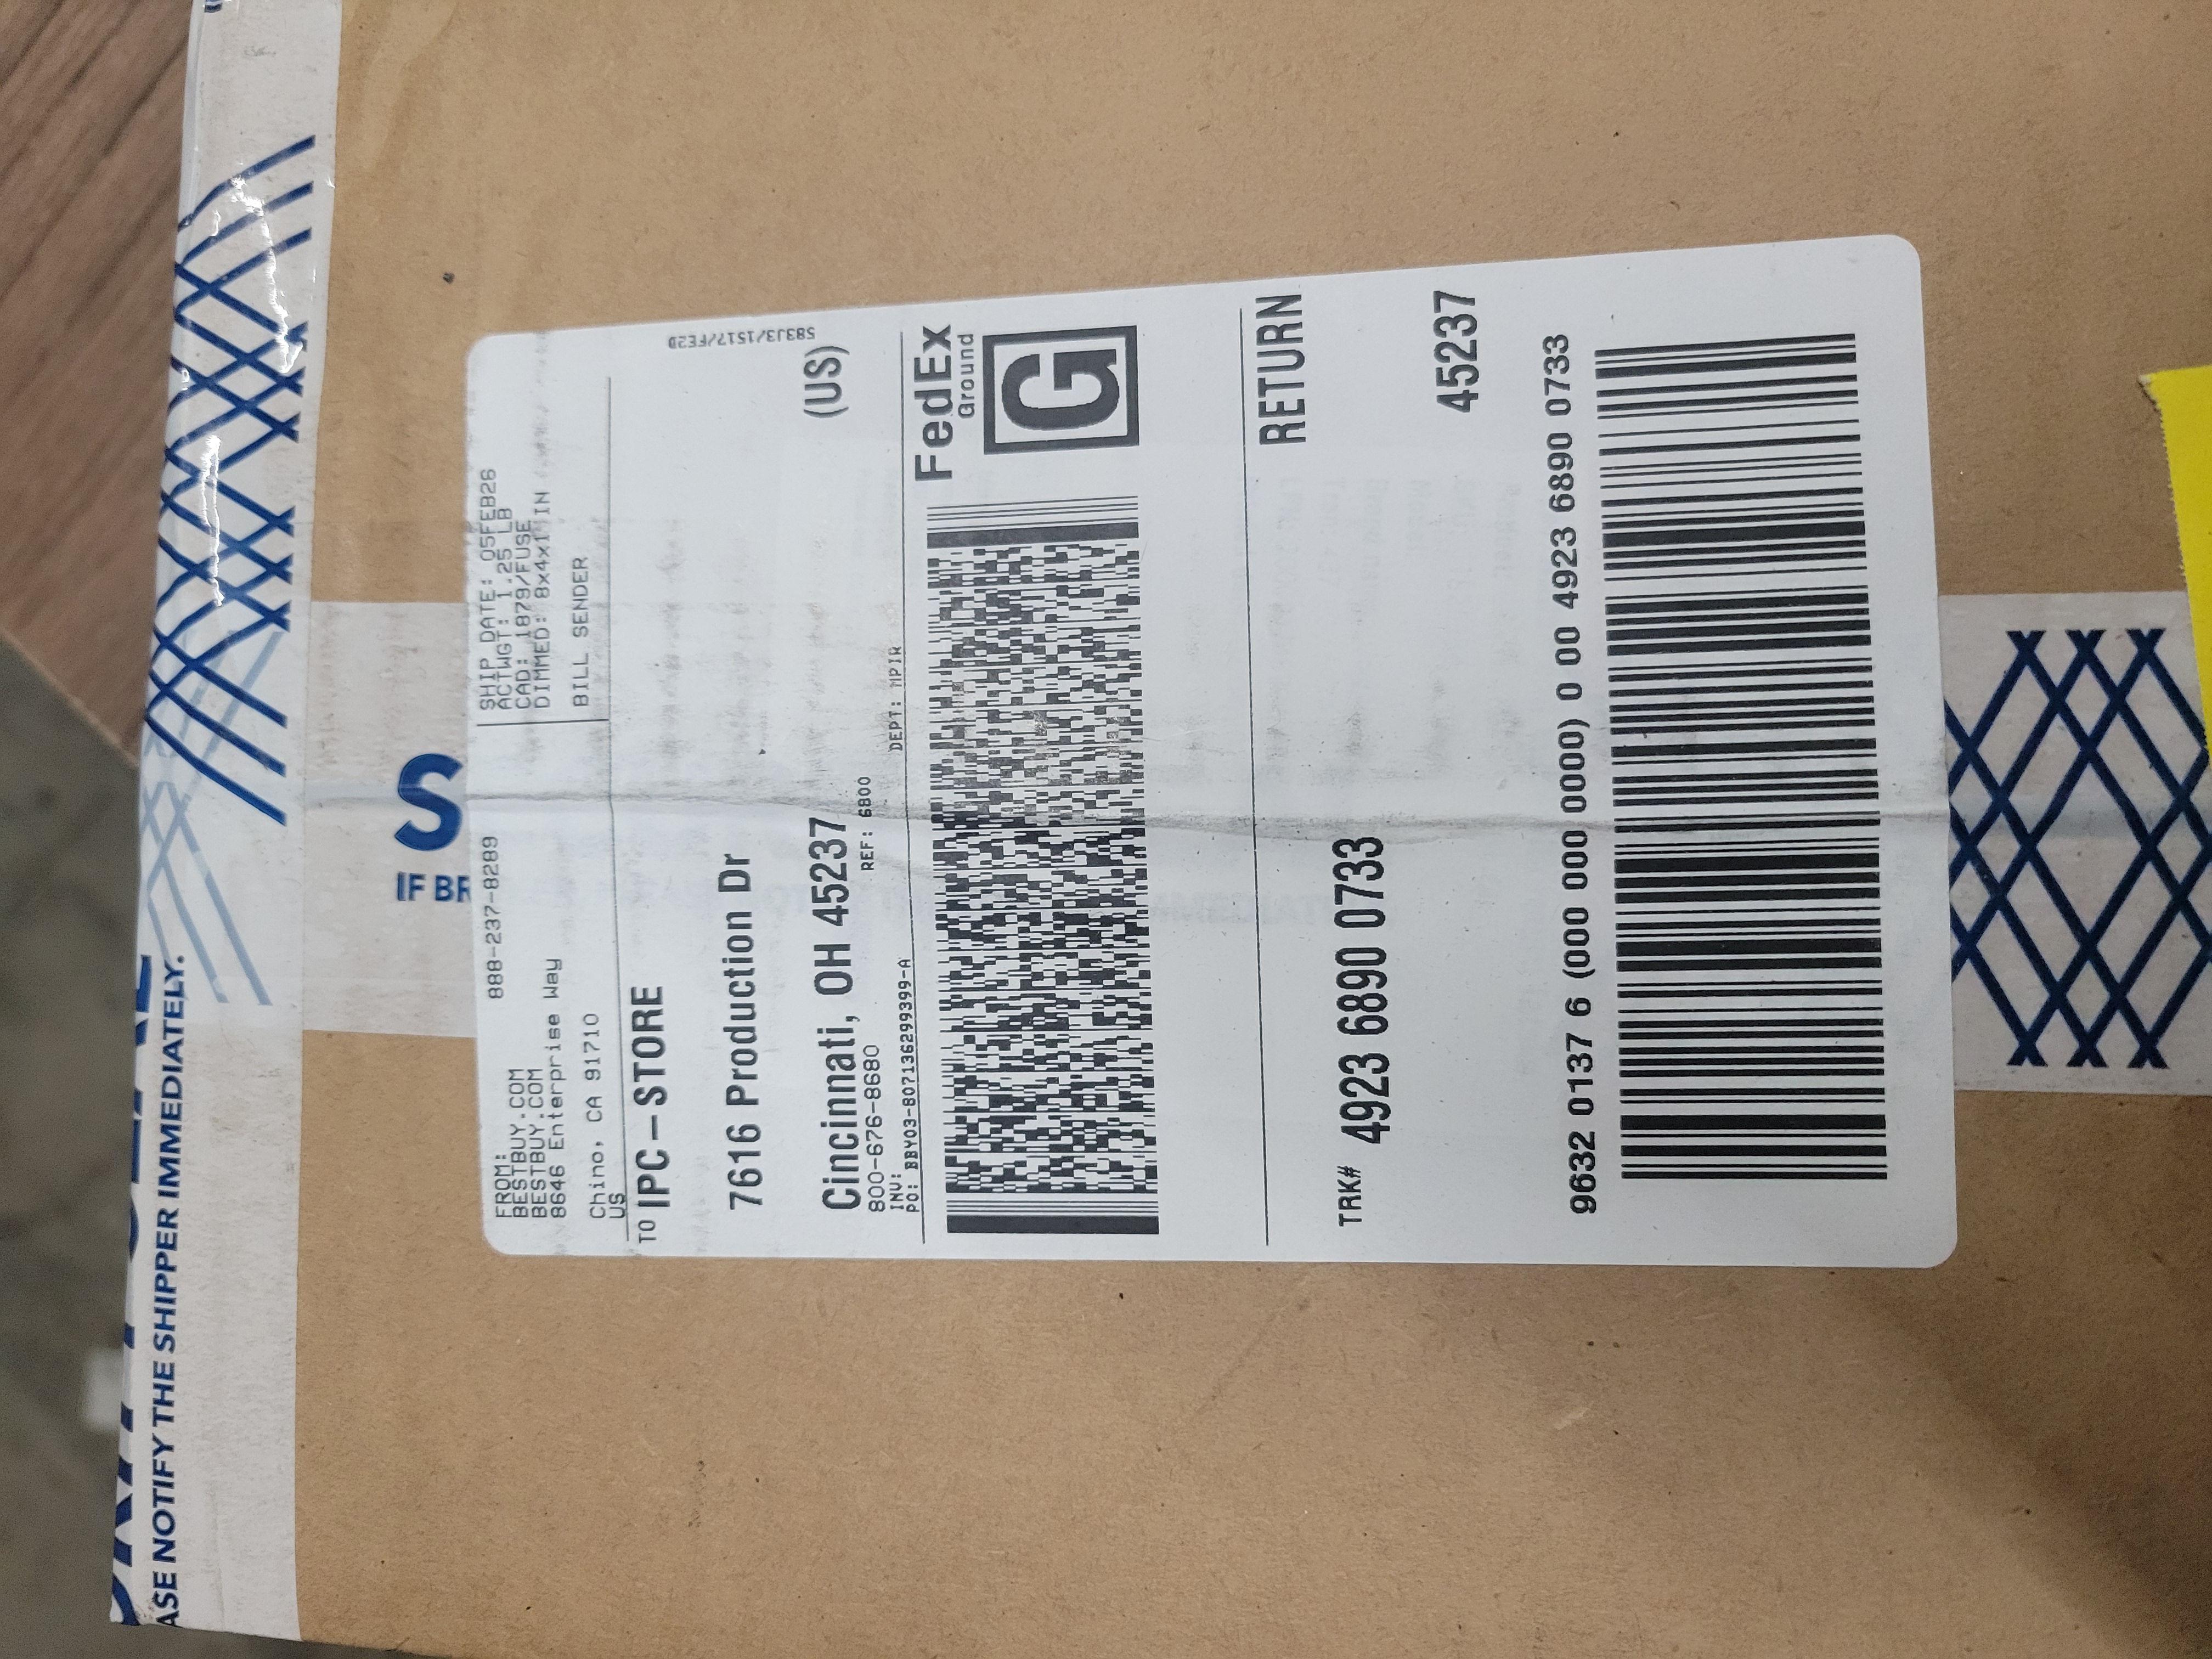 SHIP DATE: 05FEB26
ACTWGT: 1.25 LB
CAD: 1879/FUSE
DIMMED: 8x4x1 IN
BILL SENDER
FROM:
888-237-8289
BESTBUY.COM
BESTBUY.COM
8646 Enterprise Way
Chino, CA 91710
US
TO IPC-STORE
7616 Production Dr
Cincinnati, OH 45237
(US)
800-676-8680
REF: 6800
INV:
PO: BBY03-807136299399-A
DEPT: MPIR
583J3/1517/FE2D
FedEx
Ground
G
RETURN
TRK# 4923 6890 0733
45237
9632 0137 6 (000 000 0000) 0 00 4923 6890 0733
S
IF BR
ASE NOTIFY THE SHIPPER IMMEDIATELY.